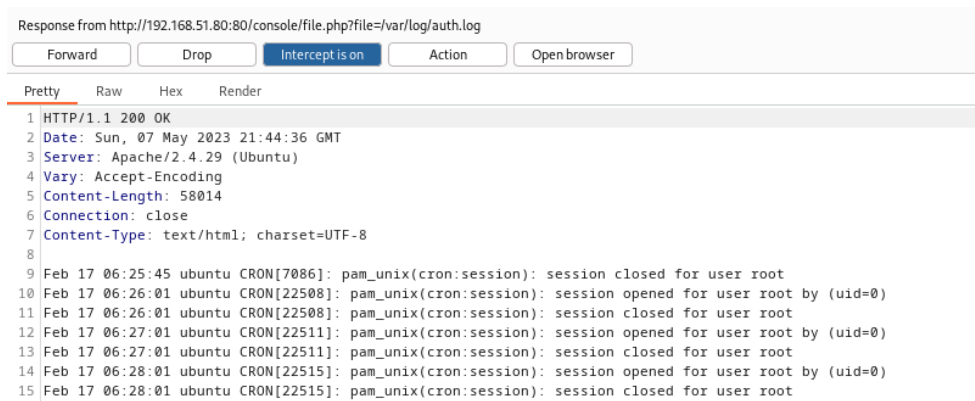 Response from http://192.168.51.80:80/console/file.php?file=/var/log/auth.log
Forward Drop Intercept is on Action Open browser
Pretty Raw Hex Render
1 HTTP/1.1 200 OK
2 Date: Sun, 07 May 2023 21:44:36 GMT
3 Server: Apache/2.4.29 (Ubuntu)
4 Vary: Accept-Encoding
5 Content-Length: 58014
6 Connection: close
7 Content-Type: text/html; charset=UTF-8
8
9 Feb 17 06:25:45 ubuntu CRON[7086]: pam_unix(cron:session): session closed for user root
10 Feb 17 06:26:01 ubuntu CRON[22508]: pam_unix(cron:session): session opened for user root by (uid=0)
11 Feb 17 06:26:01 ubuntu CRON[22508]: pam_unix(cron:session): session closed for user root
12 Feb 17 06:27:01 ubuntu CRON[22511]: pam_unix(cron:session): session opened for user root by (uid=0)
13 Feb 17 06:27:01 ubuntu CRON[22511]: pam_unix(cron:session): session closed for user root
14 Feb 17 06:28:01 ubuntu CRON[22515]: pam_unix(cron:session): session opened for user root by (uid=0)
15 Feb 17 06:28:01 ubuntu CRON[22515]: pam_unix(cron:session): session closed for user root